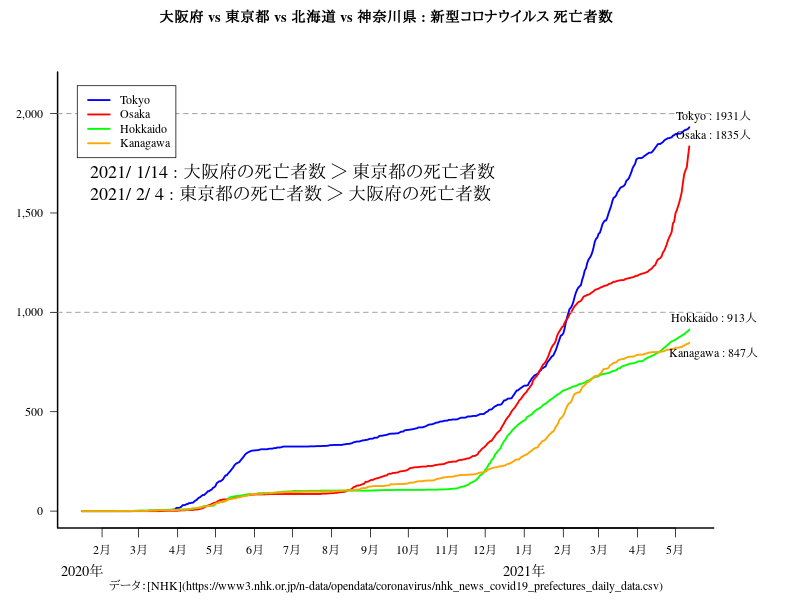 大阪府 vs 東京都 vs 北海道 vs 神奈川県 : 新型コロナウイルス 死亡者数
Tokyo
Osaka
Hokkaido
Kanagawa
2021/ 1/14 : 大阪府の死亡者数 ＞ 東京都の死亡者数
2021/ 2/ 4 : 東京都の死亡者数 ＞ 大阪府の死亡者数
Tokyo : 1931人
Osaka : 1835人
Hokkaido : 913人
Kanagawa : 847人
2,000
1,500
1,000
500
0
2月 3月 4月 5月 6月 7月 8月 9月 10月 11月 12月 1月 2月 3月 4月 5月
2020年 2021年
データ：[NHK](https://www3.nhk.or.jp/n-data/opendata/coronavirus/nhk_news_covid19_prefectures_daily_data.csv)